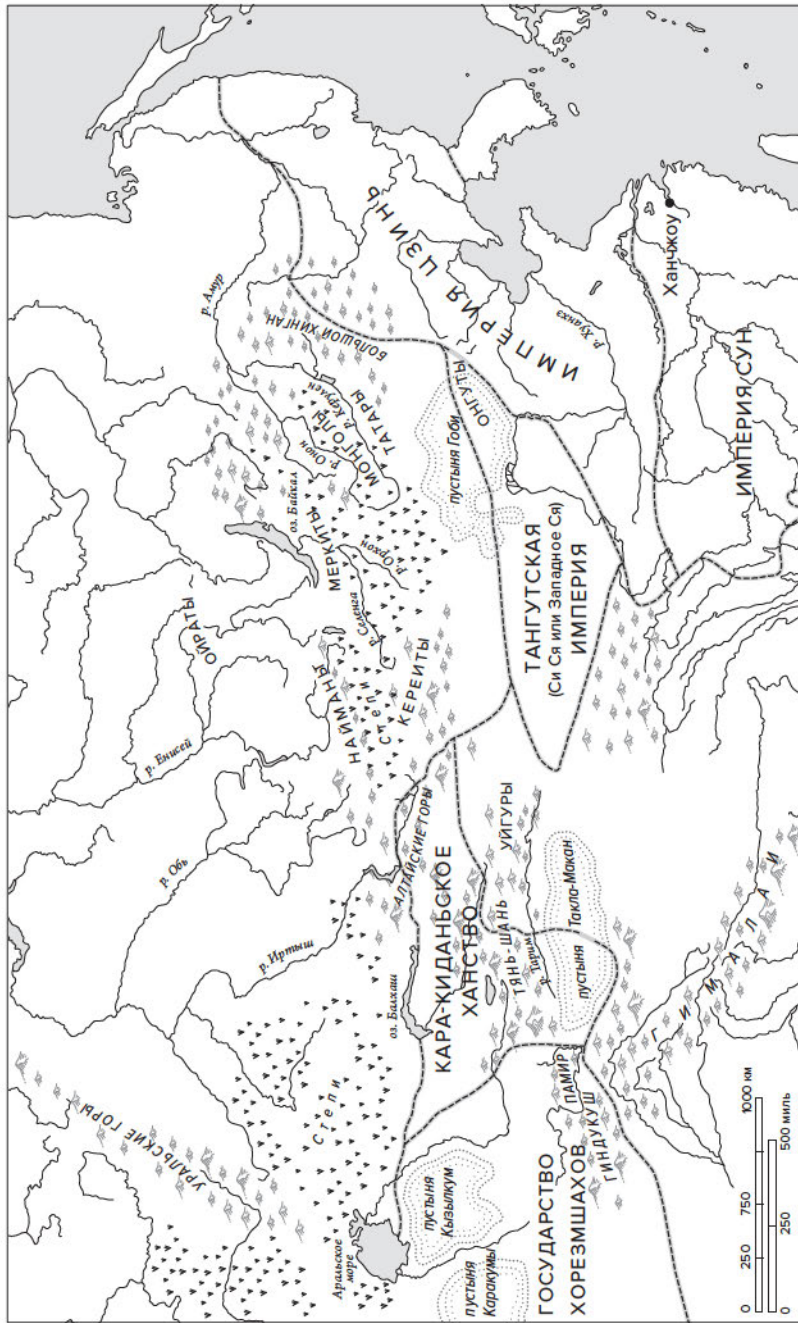 р. Амур
БОЛЬШОЙ ХИНГАН
оз. Байкал
р. Онон
МОНГОЛЫ
р. Керулен
ТАТАРЫ
МЕРКИТЫ
р. Орхон
р. Селенга
ОЙРАТЫ
НАЙМАНЫ
Степи
КЕРЕИТЫ
р. Енисей
р. Обь
р. Иртыш
УРАЛЬСКИЕ ГОРЫ
Степи
Аральское
море
оз. Балхаш
АЛТАЙСКИЕ ГОРЫ
КАРА-КИДАНЬСКОЕ
ХАНСТВО
ТЯНЬ-ШАНЬ
УЙГУРЫ
р. Тарим
пустыня Такла-Макан
пустыня
Кызылкум
пустыня
Каракумы
ГОСУДАРСТВО
ХОРЕЗМШАХОВ
ПАМИР
ГИНДУКУШ
ГИМАЛАИ
пустыня Гоби
ОНГУТЫ
ИМПЕРИЯ ЦЗИНЬ
р. Хуанхэ
ТАНГУТСКАЯ
(Си Ся или Западное Ся)
ИМПЕРИЯ
Ханчжоу
ИМПЕРИЯ СУН
0 250 750 1000 км
0 250 500 миль